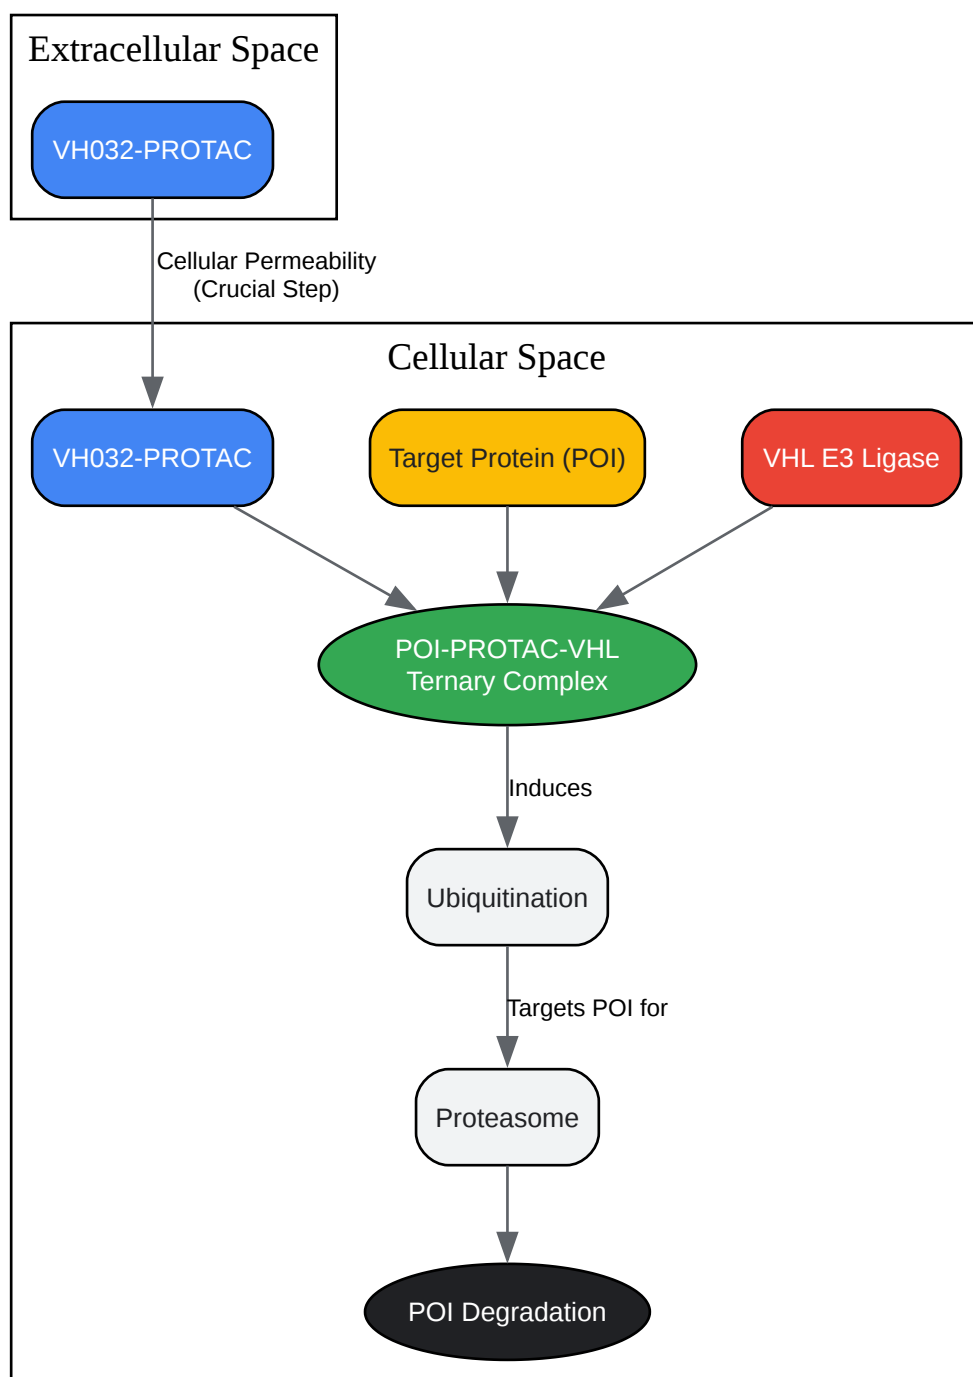 Extracellular Space
VH032-PROTAC
Cellular Permeability
(Crucial Step)
Cellular Space
VH032-PROTAC
Target Protein (POI)
VHL E3 Ligase
POI-PROTAC-VHL
Ternary Complex
Induces
Ubiquitination
Targets POI for
Proteasome
POI Degradation